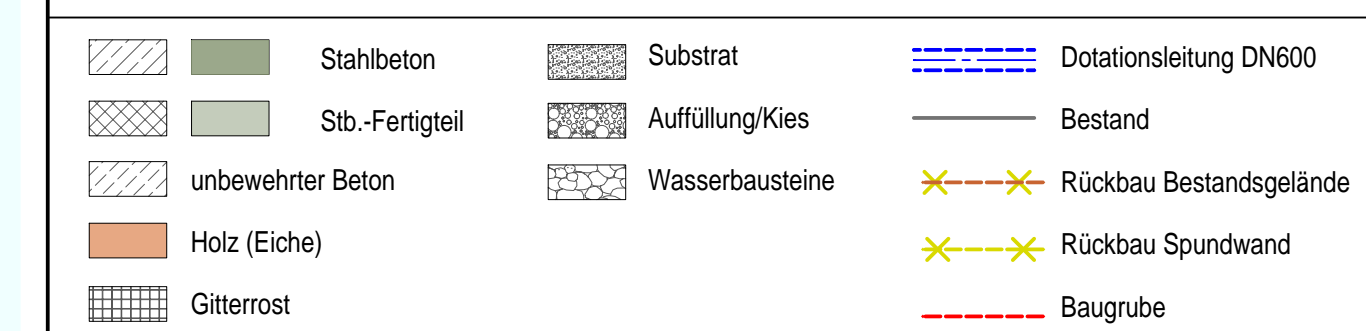 Stahlbeton
Stb.-Fertigteil
unbewehrter Beton
Holz (Eiche)
Gitterrost
Substrat
Auffüllung/Kies
Wasserbausteine
Dotationsleitung DN600
Bestand
Rückbau Bestandsgelände
Rückbau Spundwand
Baugrube